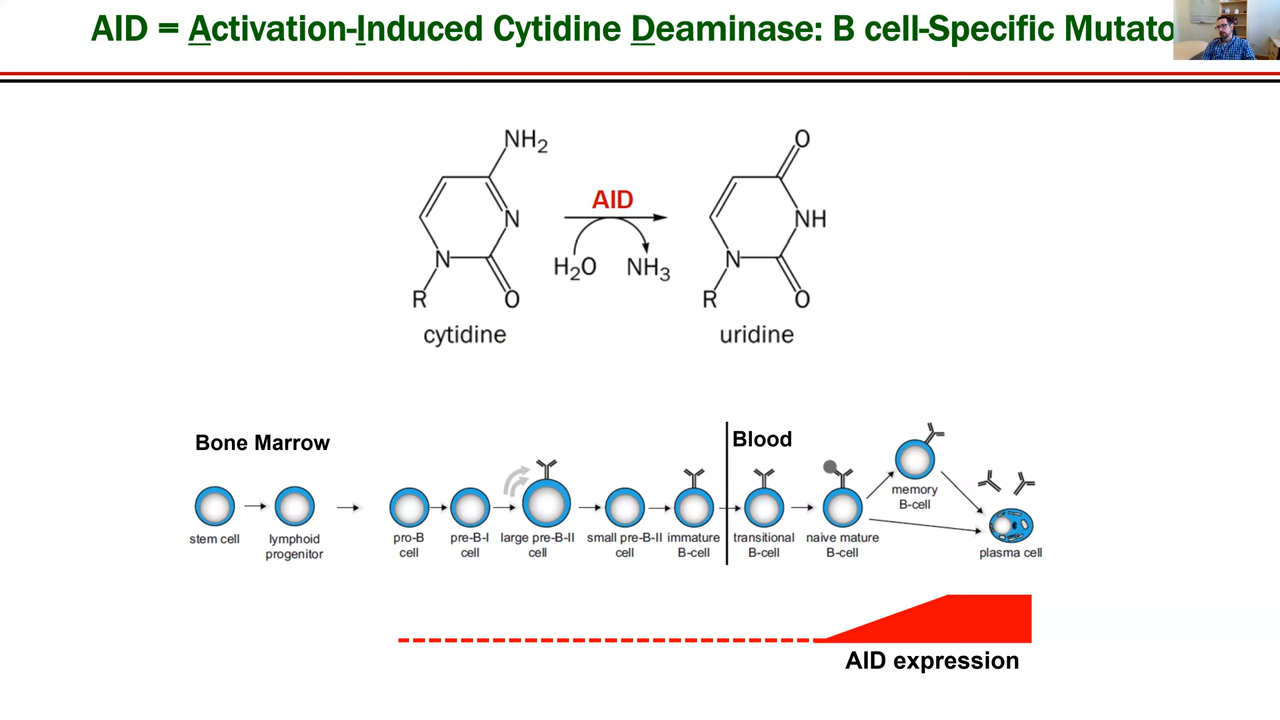 AID = Activation-Induced Cytidine Deaminase: B cell-Specific Mutato
NH2
N
N
R
O
cytidine
AID
H2O
NH3
O
NH
N
R
O
uridine
Bone Marrow
Blood
stem cell
lymphoid
progenitor
pro-B
cell
pre-B-I
cell
large pre-B-II
cell
small pre-B-II
cell
immature
B-cell
transitional
B-cell
naive mature
B-cell
memory
B-cell
plasma cell
AID expression